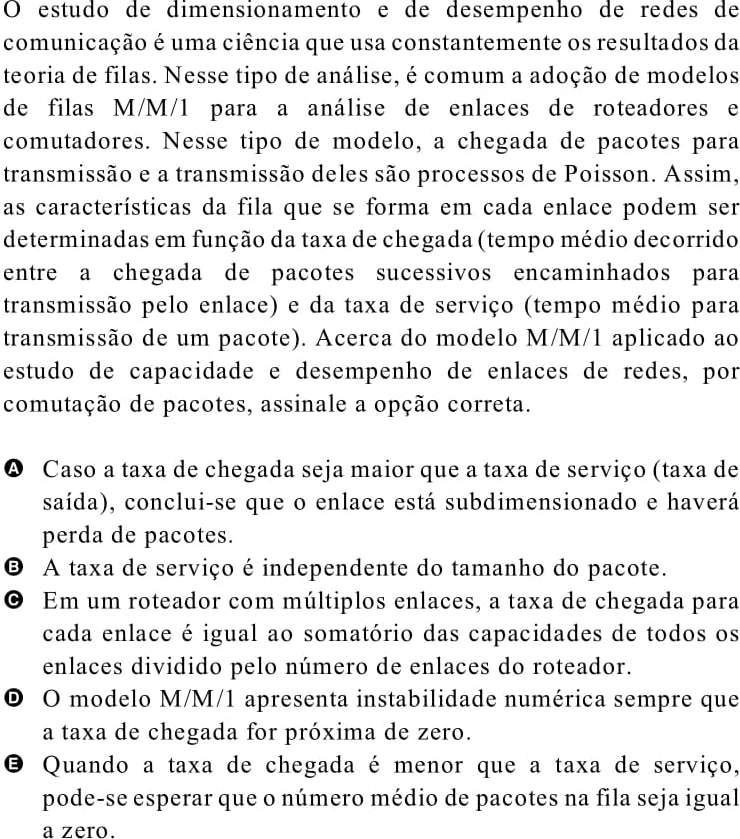 O estudo de dimensionamento e de desempenho de redes de
comunicação é uma ciência que usa constantemente os resultados da
teoria de filas. Nesse tipo de análise, é comum a adoção de modelos
de filas M/M/1 para a análise de enlaces de roteadores e
comutadores. Nesse tipo de modelo, a chegada de pacotes para
transmissão e a transmissão deles são processos de Poisson. Assim,
as características da fila que se forma em cada enlace podem ser
determinadas em função da taxa de chegada (tempo médio decorrido
entre a chegada de pacotes sucessivos encaminhados para
transmissão pelo enlace) e da taxa de serviço (tempo médio para
transmissão de um pacote). Acerca do modelo M/M/1 aplicado ao
estudo de capacidade e desempenho de enlaces de redes, por
comutação de pacotes, assinale a opção correta.
A Caso a taxa de chegada seja maior que a taxa de serviço (taxa de
saída), conclui-se que o enlace está subdimensionado e haverá
perda de pacotes.
B A taxa de serviço é independente do tamanho do pacote.
C Em um roteador com múltiplos enlaces, a taxa de chegada para
cada enlace é igual ao somatório das capacidades de todos os
enlaces dividido pelo número de enlaces do roteador.
D O modelo M/M/1 apresenta instabilidade numérica sempre que
a taxa de chegada for próxima de zero.
E Quando a taxa de chegada é menor que a taxa de serviço,
pode-se esperar que o número médio de pacotes na fila seja igual
a zero.